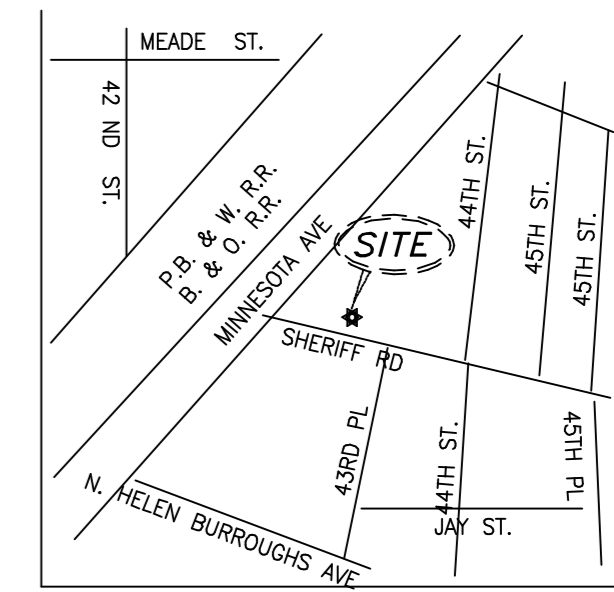 MEADE ST.
42 ND ST.
P.B. & W. R.R.
B. & O. R.R.
MINNESOTA AVE
SITE
44TH ST.
45TH ST.
45TH ST.
SHERIFF RD
43RD PL
44TH ST.
45TH PL
JAY ST.
N. HELEN BURROUGHS AVE